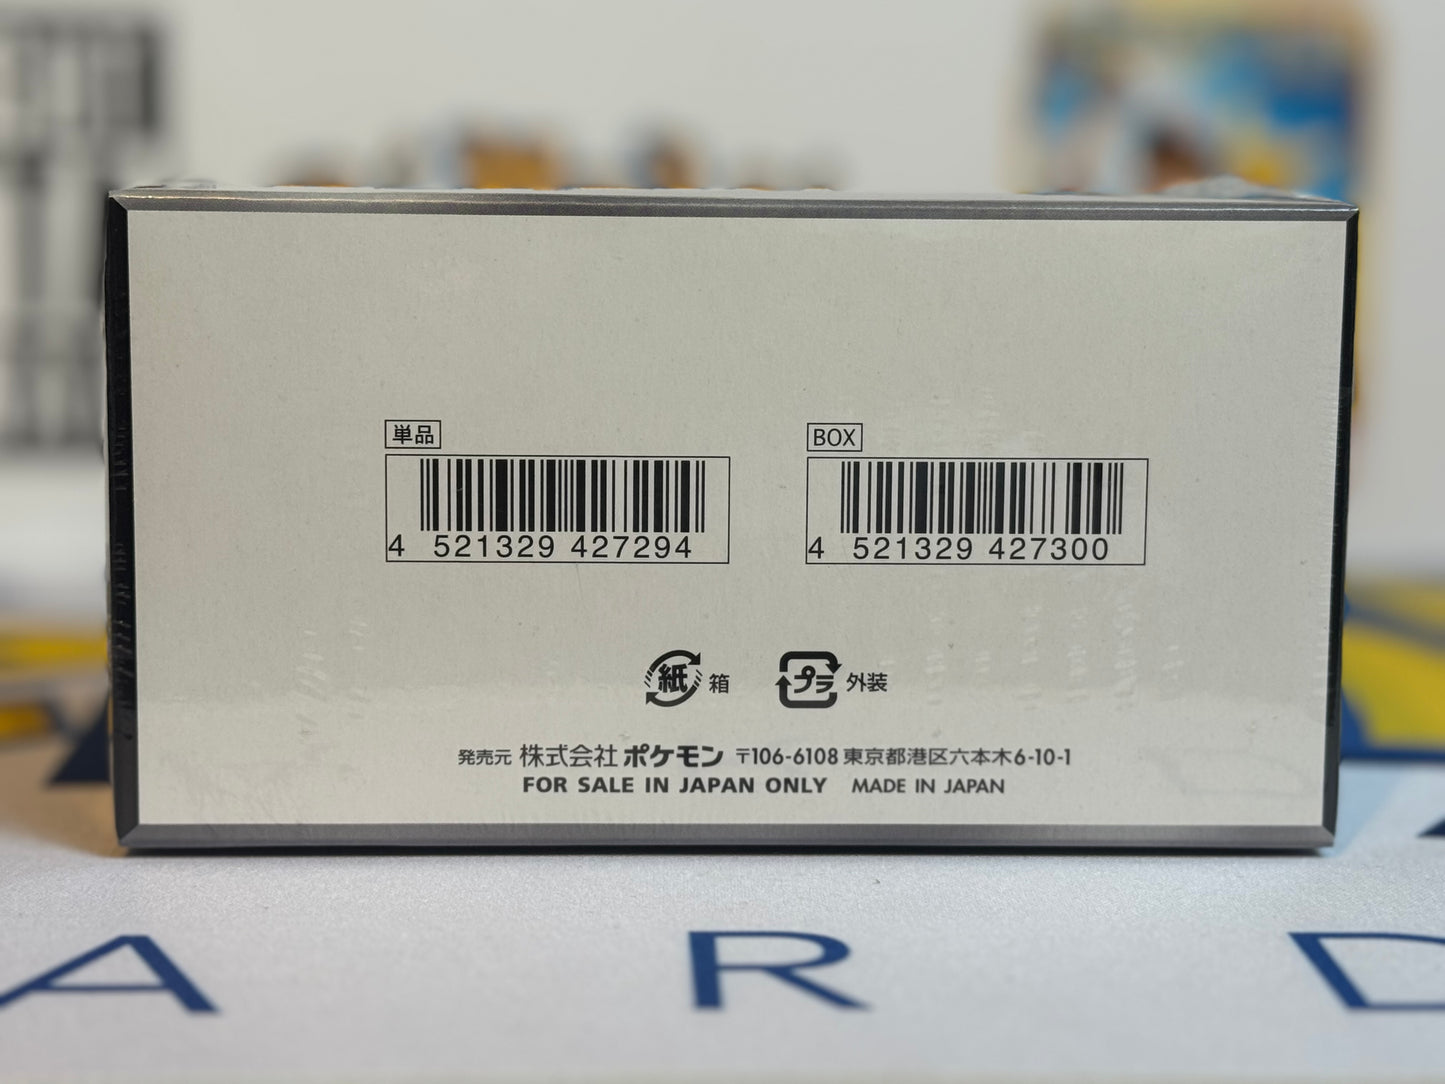 単品
4 521329 427294
BOX
4 521329 427300
紙 箱
プラ 外装
発売元 株式会社 ポケモン 〒106-6108 東京都港区六本木6-10-1
FOR SALE IN JAPAN ONLY MADE IN JAPAN
A R D